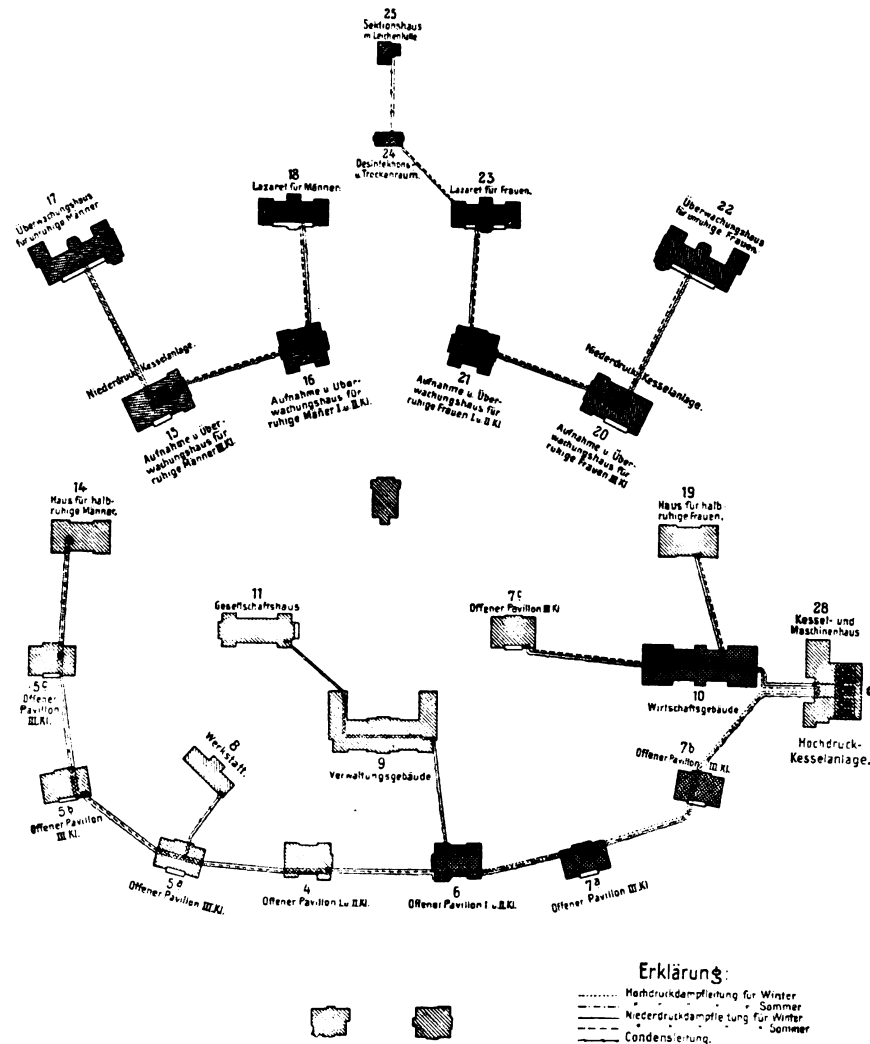 25
Sektionshaus
m. Leichenhalle
24
Desinfektions
u. Trockenraum.
18
Lazaret für Männer.
23
Lazaret für Frauen.
17
Überwachungshaus
für unruhige Männer
22
Überwachungshaus
für unruhige Frauen.
Niederdruck-Kesselanlage.
15
Aufnahme u Über-
wachungshaus für
ruhige Männer III.Kl.
16
Aufnahme u Über-
wachungshaus für
ruhige Mañer I.u.II.Kl.
21
Aufnahme u. Über-
wachungshaus für
ruhige Frauen I.u II Kl
Niederdruck-Kesselanlage.
20
Aufnahme u Über-
wachungshaus für
ruhige Frauen III Kl
14
Haus für halb-
ruhige Männer.
19
Haus für halb-
ruhige Frauen.
11
Gesellschaftshaus
7c
Offener Pavillon III Kl
28
Kessel- und
Maschinenhaus
Hochdruck-
Kesselanlage.
10
Wirtschaftsgebäude
5c
Offener
Pavillon
III.Kl.
8
Werkstatt.
9
Verwaltungsgebäude
7b
Offener Pavillon III Kl.
5b
Offener Pavillon
III Kl.
5a
Offener Pavillon III.Kl.
4
Offener Pavillon I.u II.Kl.
6
Offener Pavillon I u.II.Kl.
7a
Offener Pavillon III Kl.
Erklärung:
Hochdruckdampfleitung für Winter
" " " Sommer
Niederdruckdampfleitung für Winter
" " " Sommer
Condensleitung.